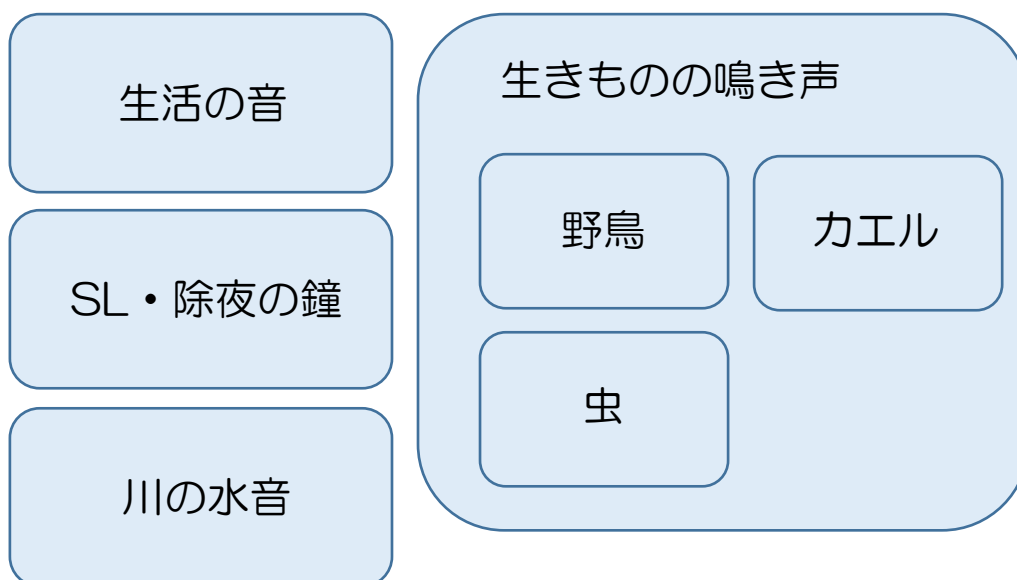 生活の音
SL・除夜の鐘
川の水音
生きものの鳴き声
野鳥
カエル
虫